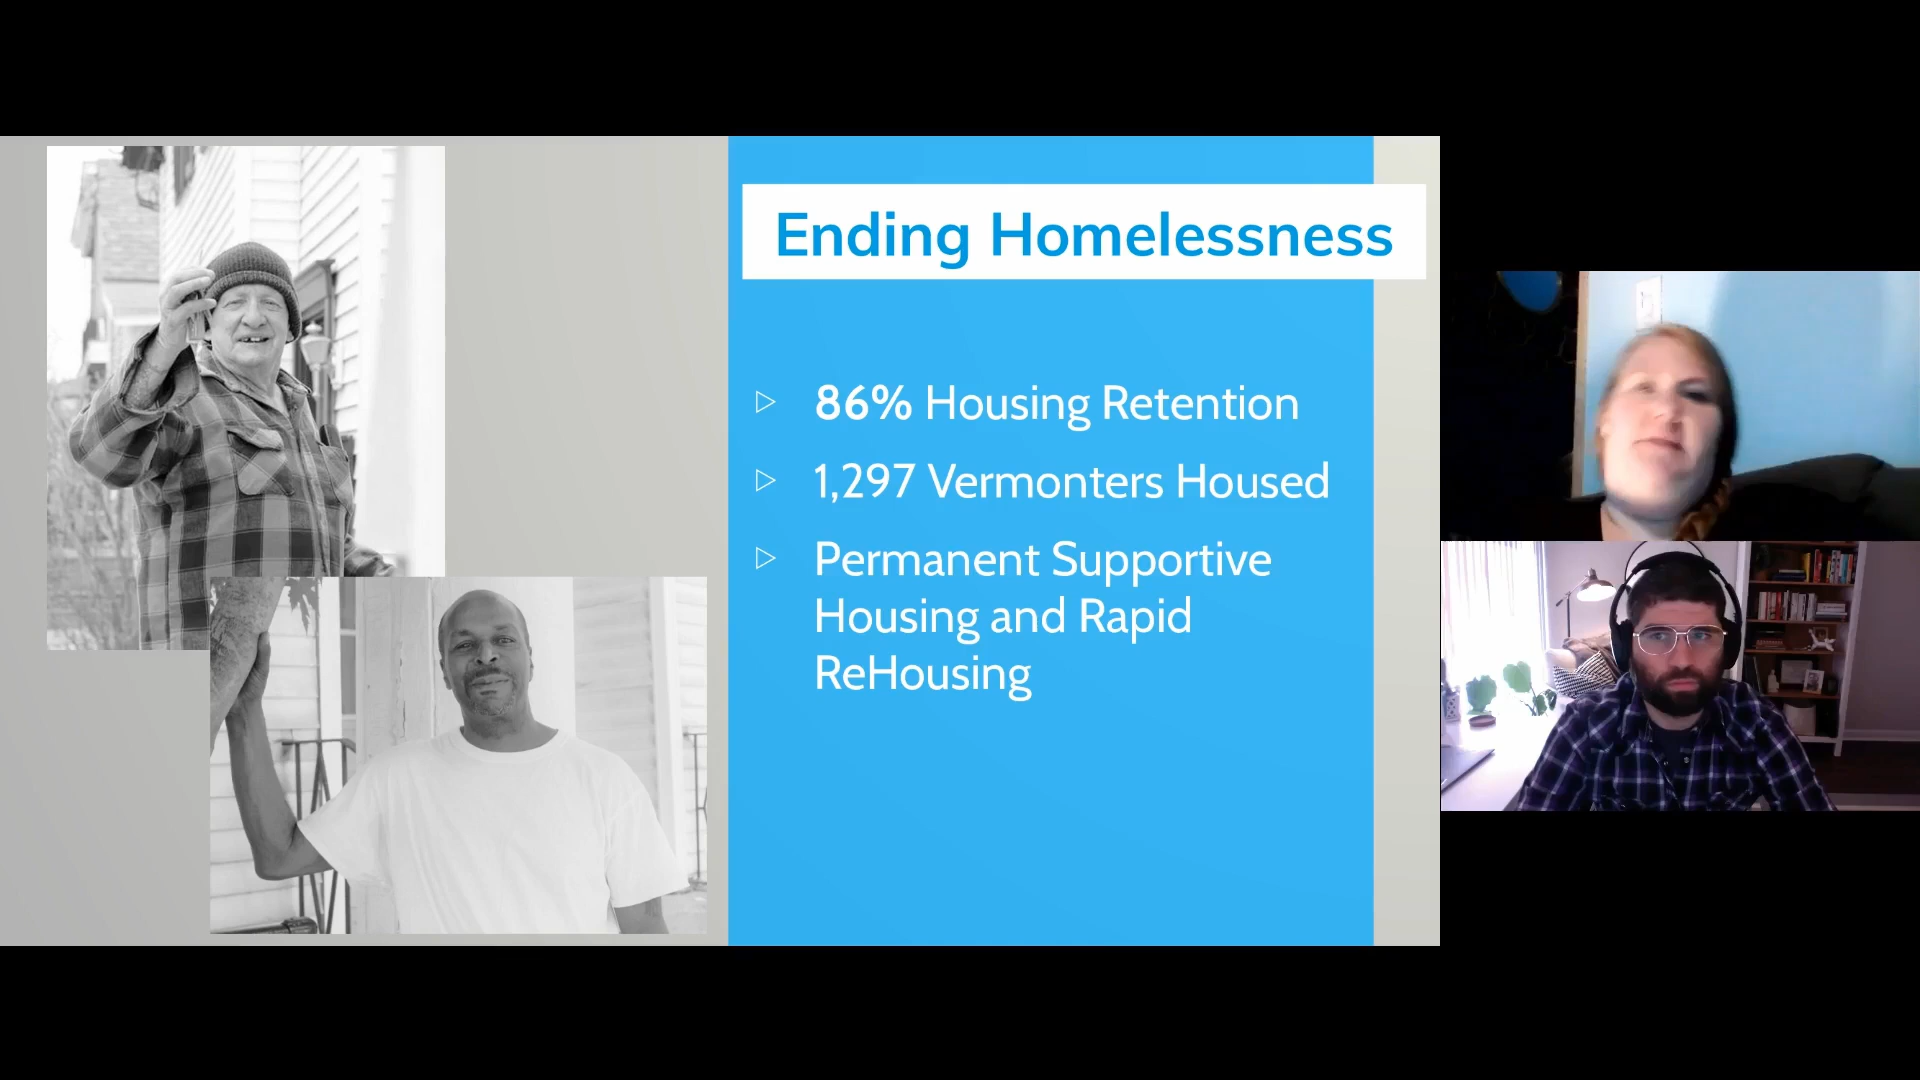 Ending Homelessness
86% Housing Retention
1,297 Vermonters Housed
Permanent Supportive
Housing and Rapid
ReHousing